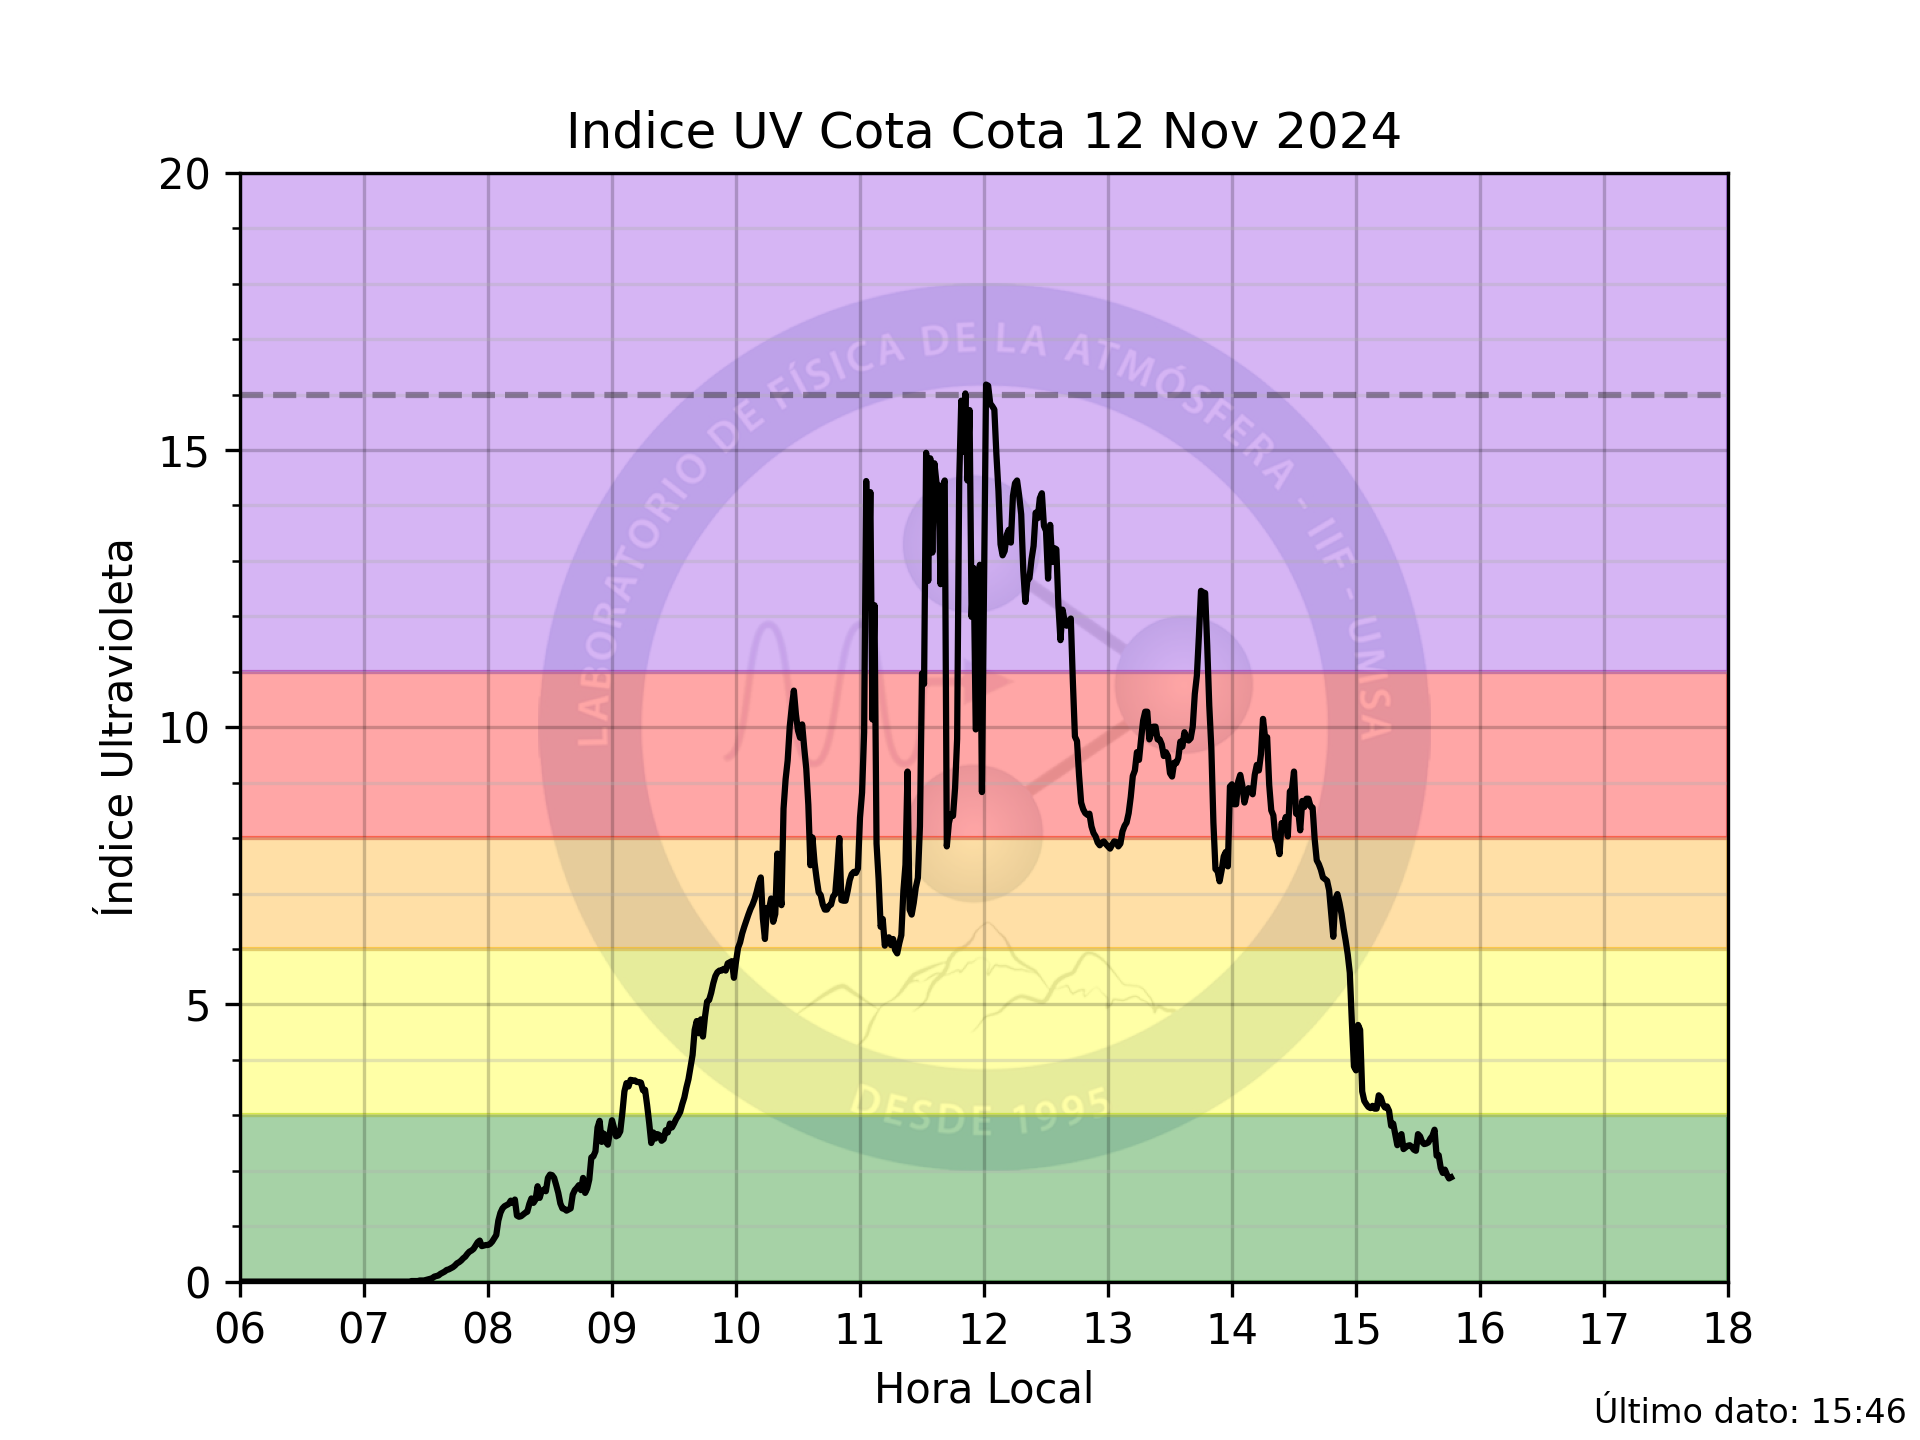 Indice UV Cota Cota 12 Nov 2024
20
15
10
5
0
Índice Ultravioleta
LABORATORIO DE FÍSICA DE LA ATMÓSFERA - IIF - UMSA
DESDE 1995
06 07 08 09 10 11 12 13 14 15 16 17 18
Hora Local
Último dato: 15:46